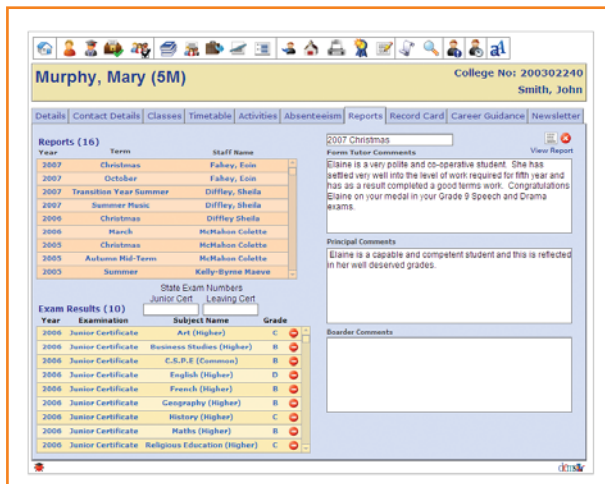 a1
Murphy, Mary (5M)
College No: 200302240
Smith, John
Details Contact Details Classes Timetable Activities Absenteeism Reports Record Card Career Guidance Newsletter
Reports (16)
Year Term Staff Name
2007 Christmas Fahey, Eoin
2007 October Fahey, Eoin
2007 Transition Year Summer Diffley, Sheila
2007 Summer Music Diffley, Sheila
2006 Christmas Diffley Sheila
2006 March McMahon Colette
2005 Christmas McMahon Colette
2005 Autumn Mid-Term McMahon Colette
2005 Summer Kelly-Byrne Maeve
State Exam Numbers
Junior Cert Leaving Cert
Exam Results (10)
Year Examination Subject Name Grade
2006 Junior Certificate Art (Higher) C
2006 Junior Certificate Business Studies (Higher) B
2006 Junior Certificate C.S.P.E (Common) B
2006 Junior Certificate English (Higher) D
2006 Junior Certificate French (Higher) B
2006 Junior Certificate Geography (Higher) B
2006 Junior Certificate History (Higher) C
2006 Junior Certificate Maths (Higher) B
2006 Junior Certificate Religious Education (Higher) C
2007 Christmas
View Report
Form Tutor Comments
Elaine is a very polite and co-operative student. She has
settled very well into the level of work required for fifth year and
has as a result completed a good terms work. Congratulations
Elaine on your medal in your Grade 9 Speech and Drama
exams.
Principal Comments
Elaine is a capable and competent student and this is reflected
in her well deserved grades.
Boarder Comments